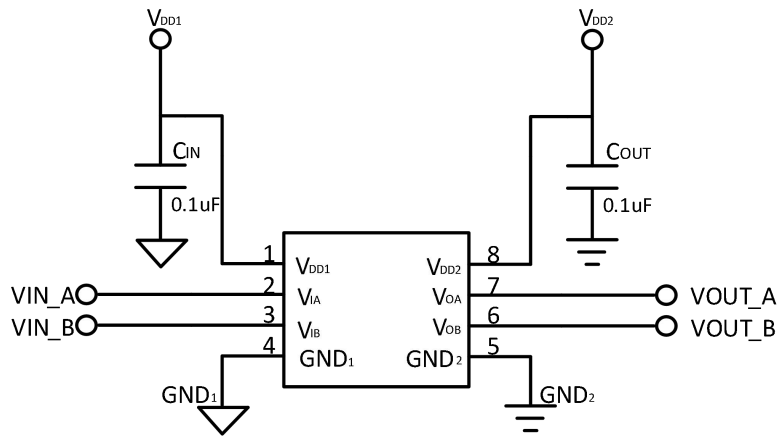 VDD1
VDD2
CIN
0.1uF
COUT
0.1uF
1
VDD1
VDD2
8
VIN_A
2
VIA
VOA
7
VOUT_A
VIN_B
3
VIB
VOB
6
VOUT_B
4
GND1
GND2
5
GND1
GND2